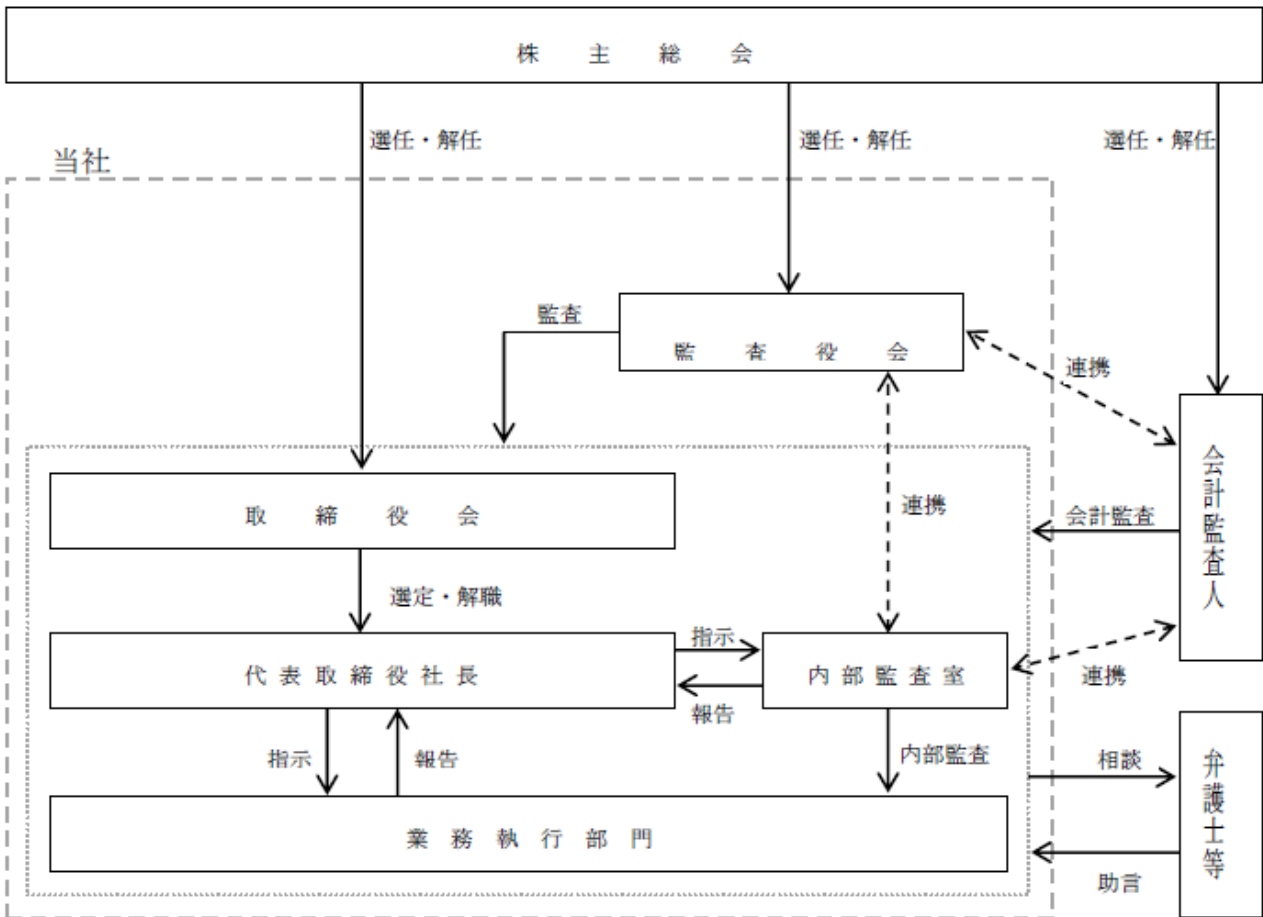 株主総会
選任・解任
選任・解任
選任・解任
当社
監査
監査役会
連携
取締役会
連携
会計監査
会計監査人
選定・解職
代表取締役社長
指示
報告
内部監査室
連携
指示
報告
内部監査
相談
弁護士等
業務執行部門
助言